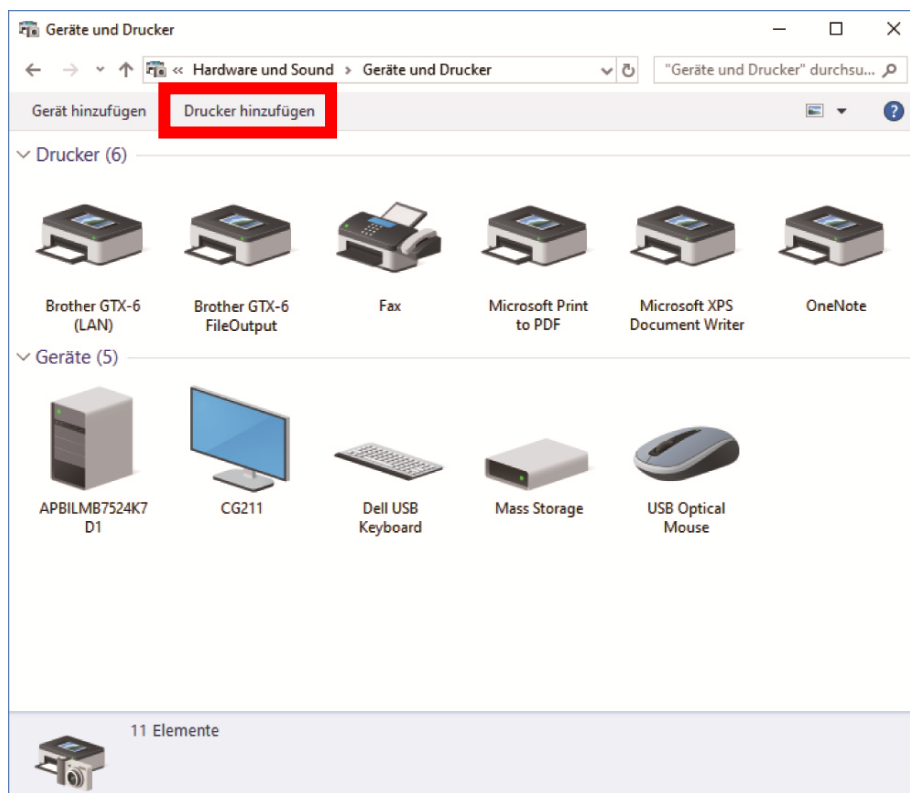 Geräte und Drucker
« Hardware und Sound > Geräte und Drucker
"Geräte und Drucker" durchsu...
Gerät hinzufügen
Drucker hinzufügen
?
Drucker (6)
Brother GTX-6
(LAN)
Brother GTX-6
FileOutput
Fax
Microsoft Print
to PDF
Microsoft XPS
Document Writer
OneNote
Geräte (5)
APBILMB7524K7
D1
CG211
Dell USB
Keyboard
Mass Storage
USB Optical
Mouse
11 Elemente